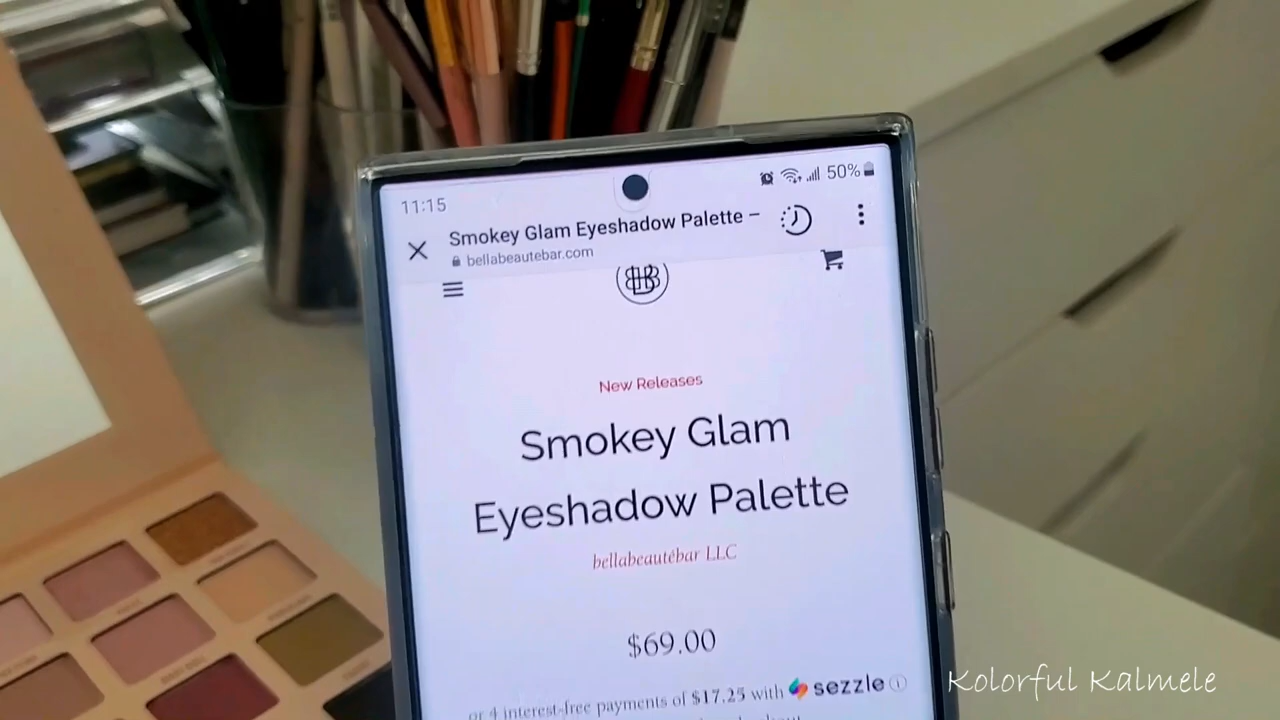 11:15
50%
Smokey Glam Eyeshadow Palette –
bellabeautebar.com
New Releases
Smokey Glam
Eyeshadow Palette
bellabeautébar LLC
$69.00
or 4 interest-free payments of $17.25 with sezzle
Kolorful Kalmele